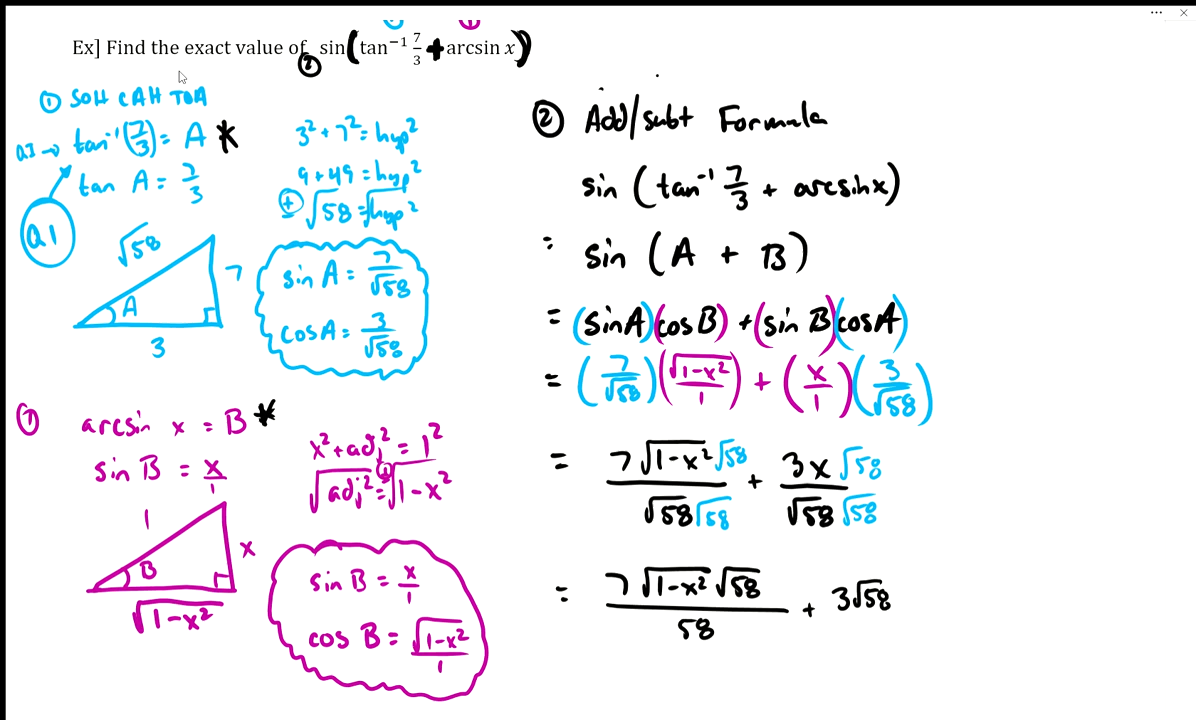 Ex] Find the exact value of sin(tan⁻¹ 7/3 + arcsin x)
②
① SOH CAH TOA
Q1 → tan⁻¹(7/3) = A *
tan A = 7/3
Q1
3² + 7² = hyp²
9 + 49 = hyp²
± √58 = √hyp²
√58
7
A
3
sin A = 7/√58
cos A = 3/√58
① arcsin x = B *
sin B = x/1
x² + adj² = 1²
√adj² = ± √1-x²
1
x
B
√1-x²
sin B = x/1
cos B = √1-x²/1
② Add/subt Formula
sin (tan⁻¹ 7/3 + arcsin x)
= sin (A + B)
= (sin A)(cos B) + (sin B)(cos A)
= (7/√58)(√1-x²/1) + (x/1)(3/√58)
= 7√1-x² √58 / √58 √58 + 3x √58 / √58 √58
= 7√1-x² √58 / 58 + 3√58